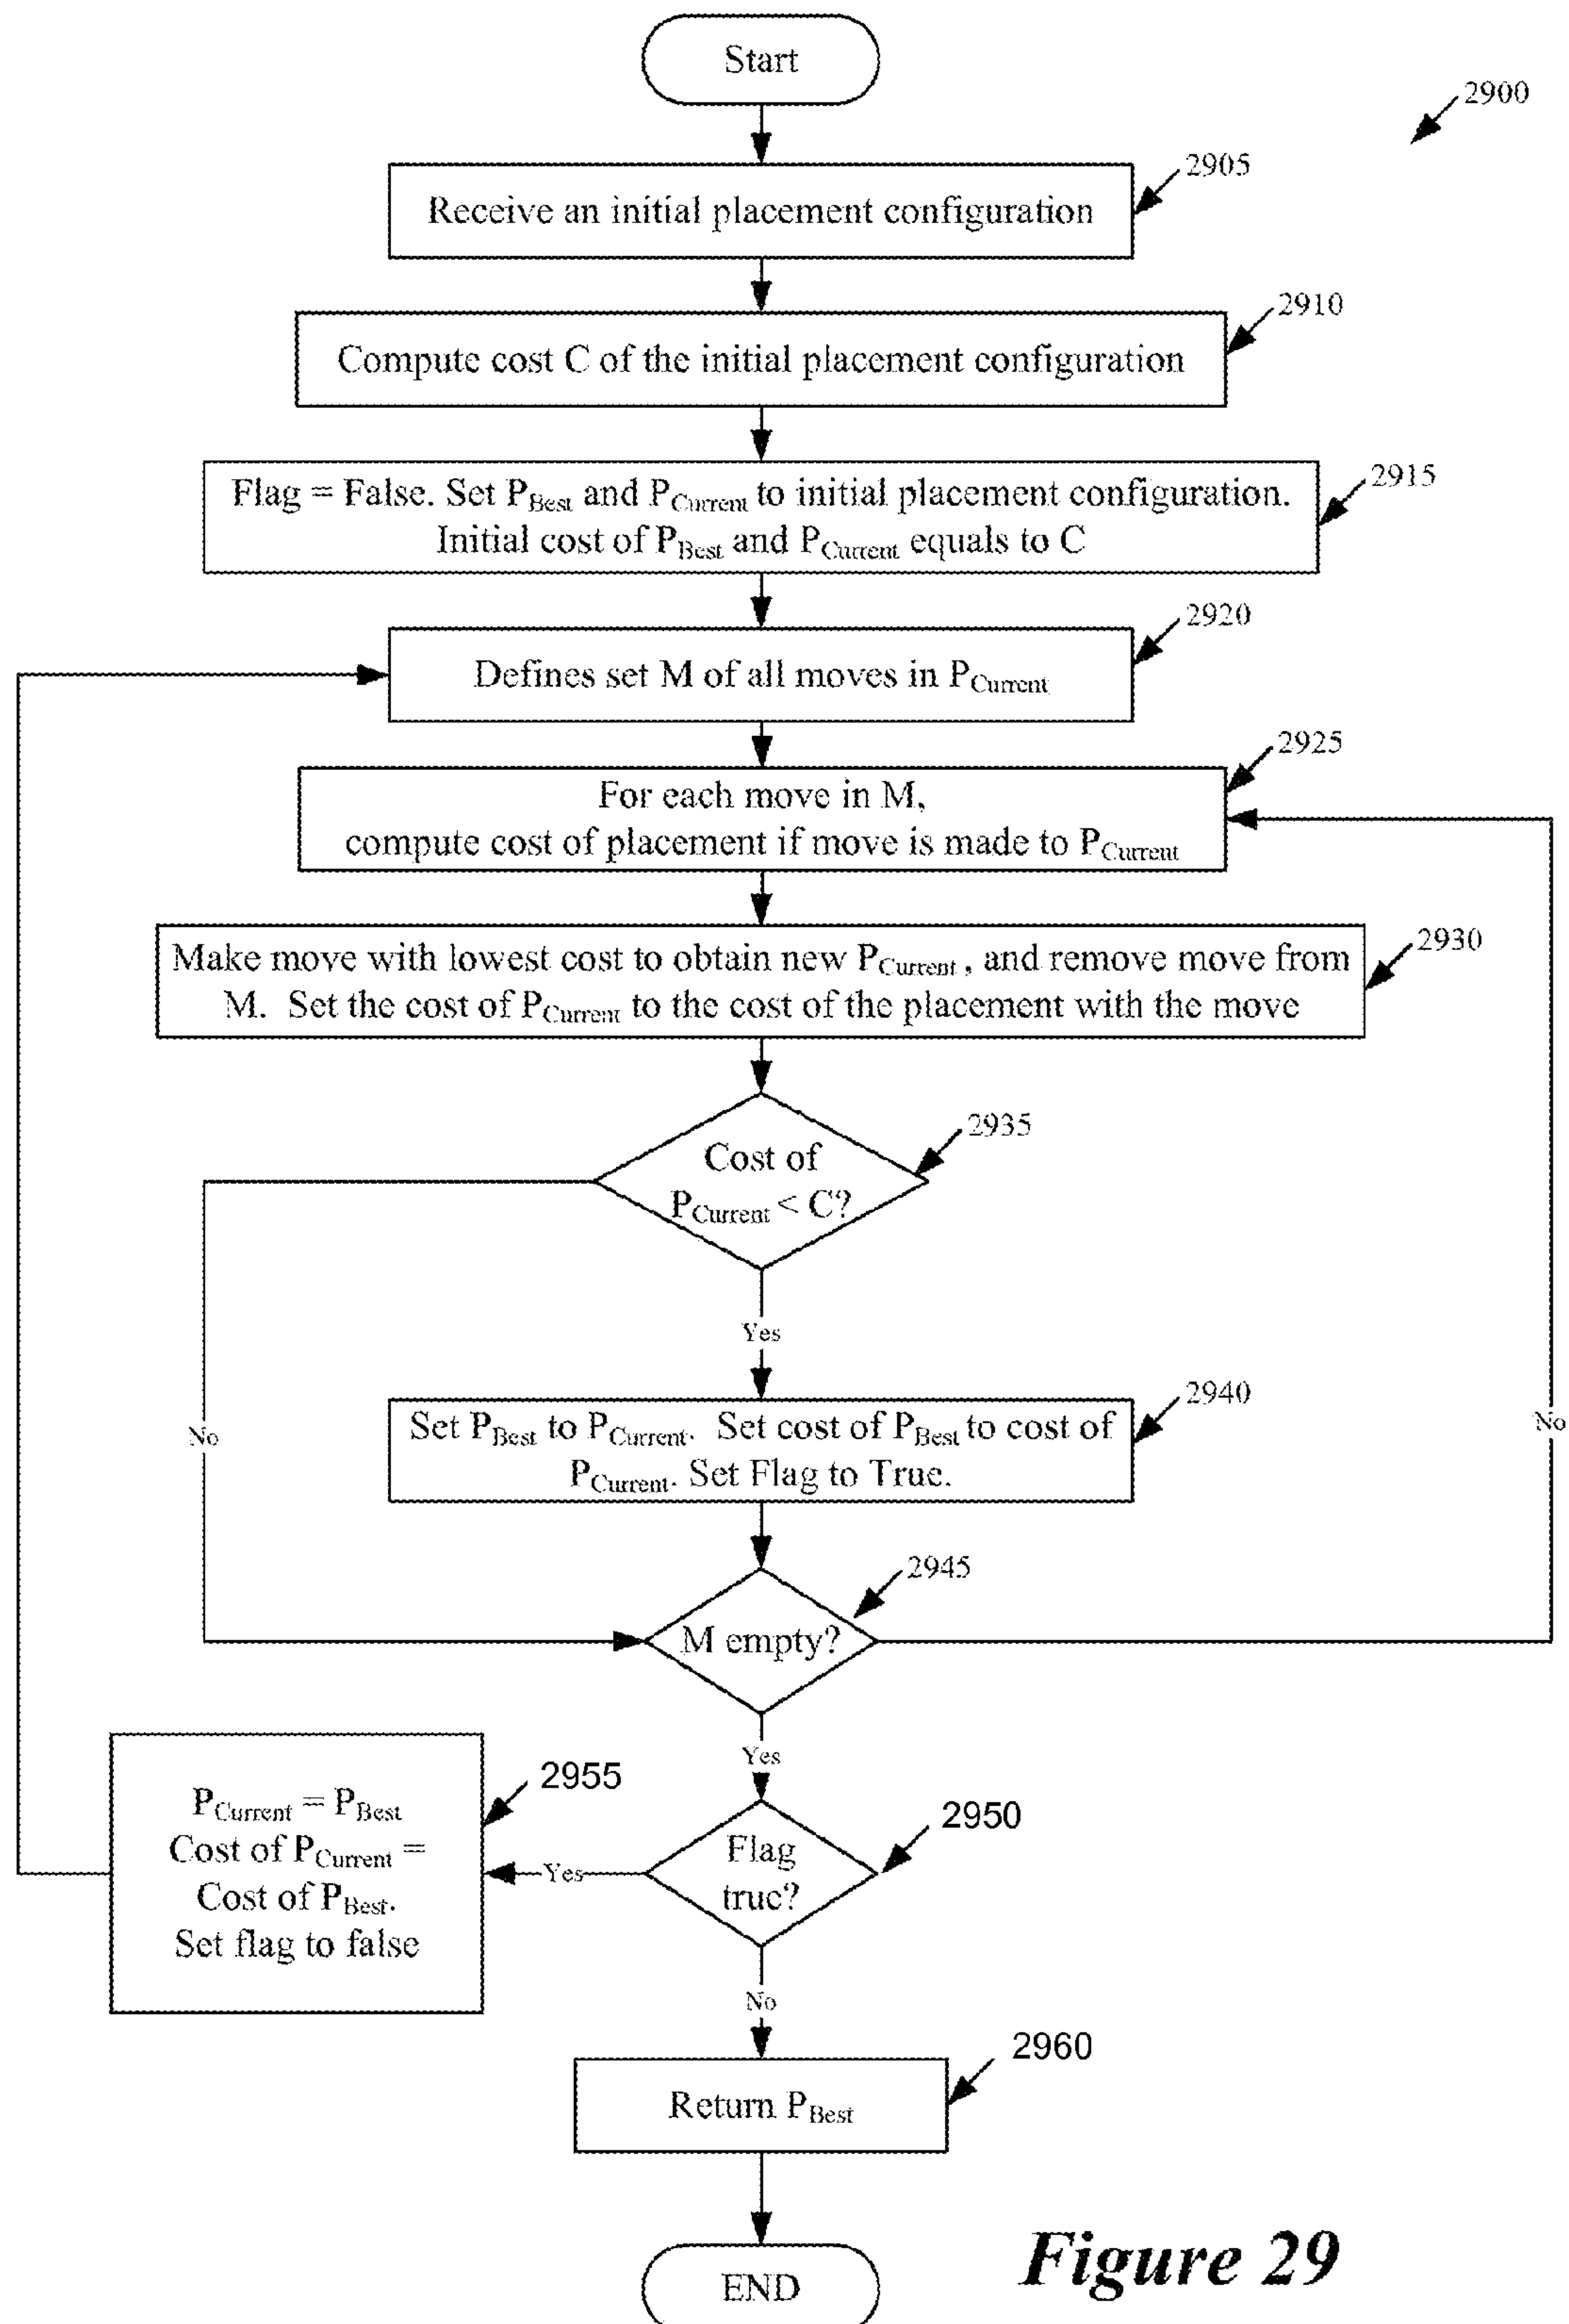 Start
2900
2905
Receive an initial placement configuration
2910
Compute cost C of the initial placement configuration
2915
Flag = False. Set PBest and PCurrent to initial placement configuration.
Initial cost of PBest and PCurrent equals to C
2920
Defines set M of all moves in PCurrent
2925
For each move in M,
compute cost of placement if move is made to PCurrent
2930
Make move with lowest cost to obtain new PCurrent , and remove move from
M. Set the cost of PCurrent to the cost of the placement with the move
2935
Cost of
PCurrent < C?
Yes
No
2940
Set PBest to PCurrent. Set cost of PBest to cost of
PCurrent. Set Flag to True.
No
2945
M empty?
Yes
2955
PCurrent = PBest
Cost of PCurrent =
Cost of PBest.
Set flag to false
2950
Flag
true?
Yes
No
2960
Return PBest
END
Figure 29